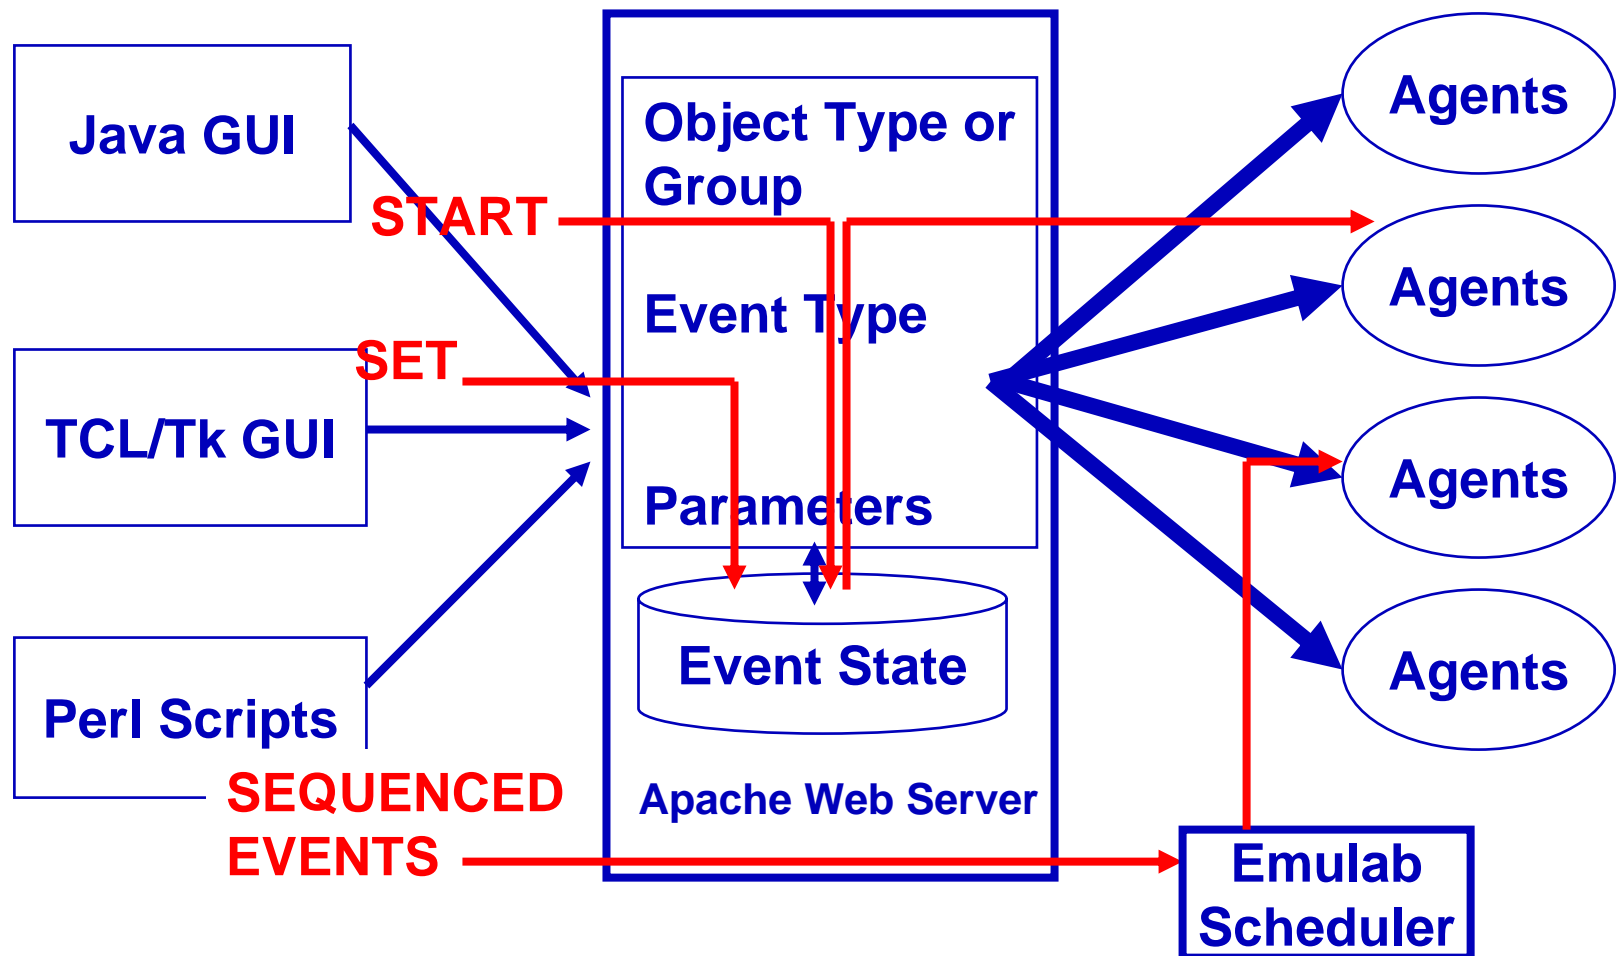 Java GUI
TCL/Tk GUI
Perl Scripts
START
SET
SEQUENCED
EVENTS
Object Type or
Group
Event Type
Parameters
Event State
Apache Web Server
Agents
Agents
Agents
Agents
Emulab
Scheduler